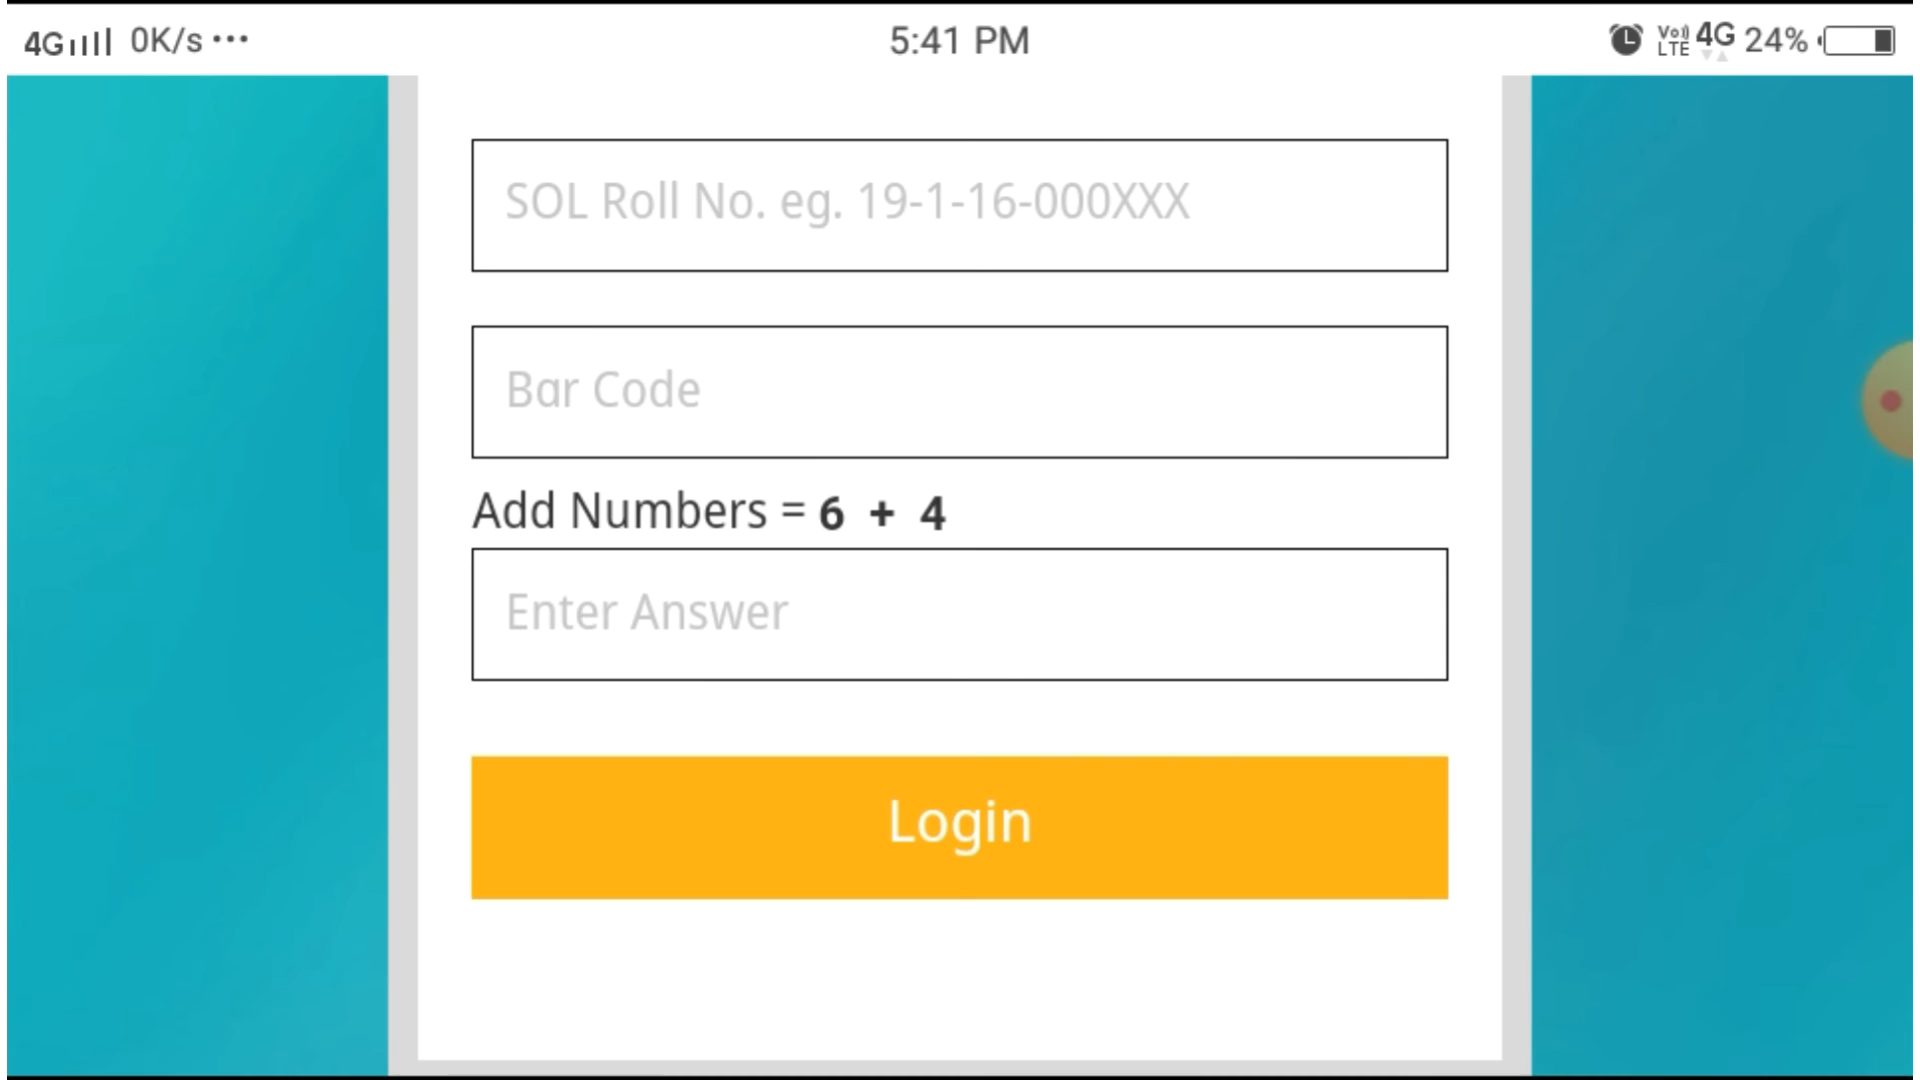 4G 0K/s ... 5:41 PM Vo)) LTE 4G 24%
SOL Roll No. eg. 19-1-16-000XXX
Bar Code
Add Numbers = 6 + 4
Enter Answer
Login